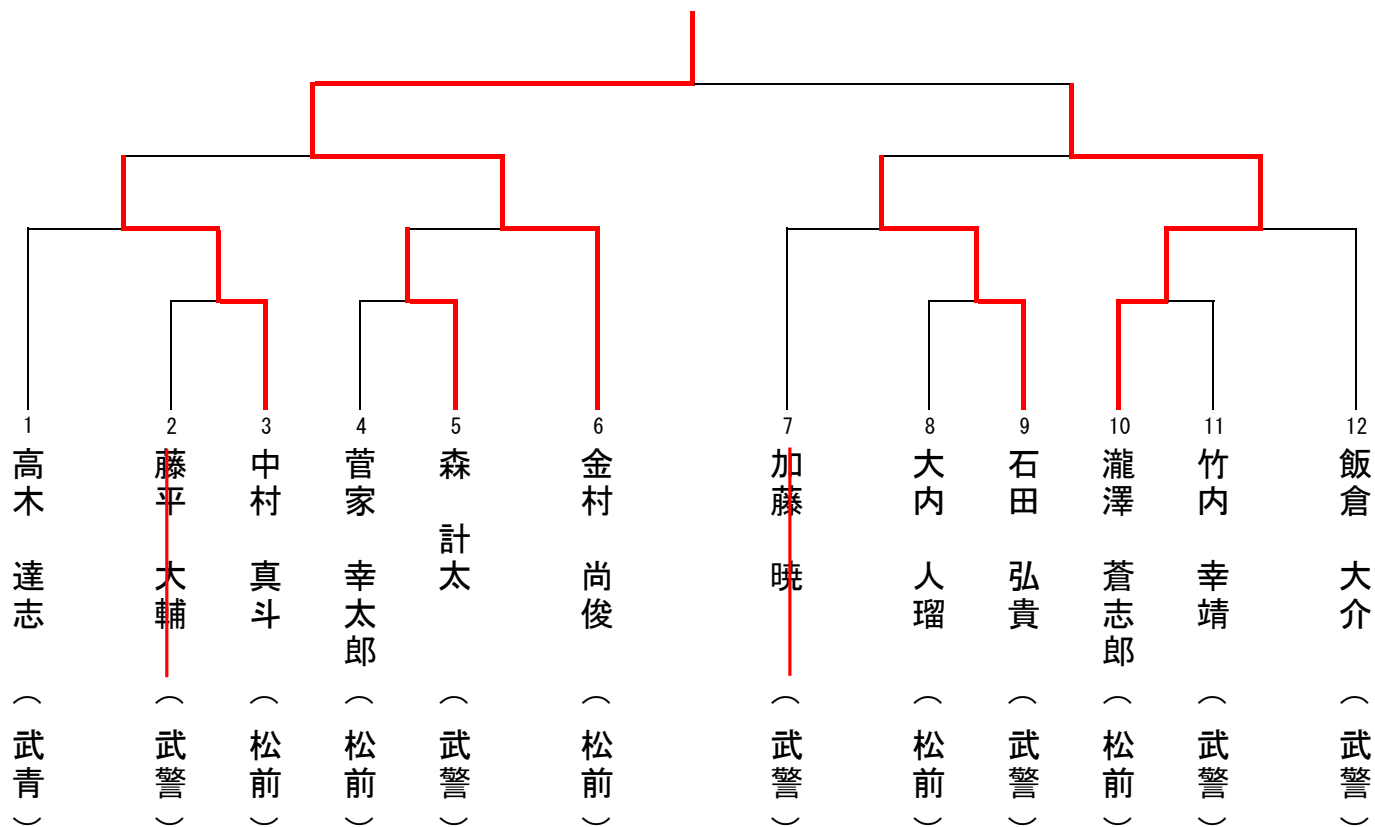 1
高木 達志 （武青）
2
藤平 大輔 （武警）
3
中村 真斗 （松前）
4
菅家 幸太郎 （松前）
5
森 計太 （武警）
6
金村 尚俊 （松前）
7
加藤 暁 （武警）
8
大内 人瑠 （松前）
9
石田 弘貴 （武警）
10
瀧澤 蒼志郎 （松前）
11
竹内 幸靖 （武警）
12
飯倉 大介 （武警）